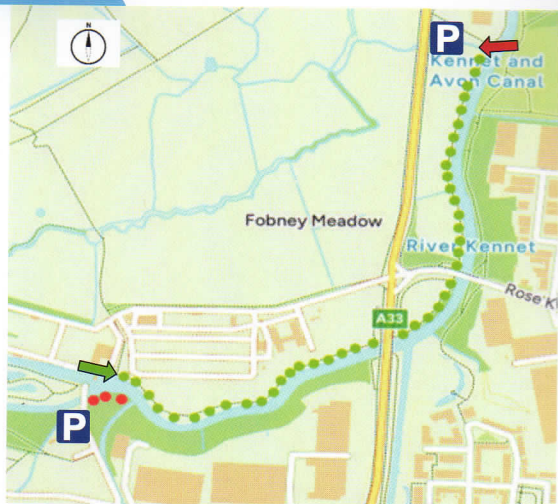 N
P
Kennet and
Avon Canal
Fobney Meadow
River Kennet
A33
P